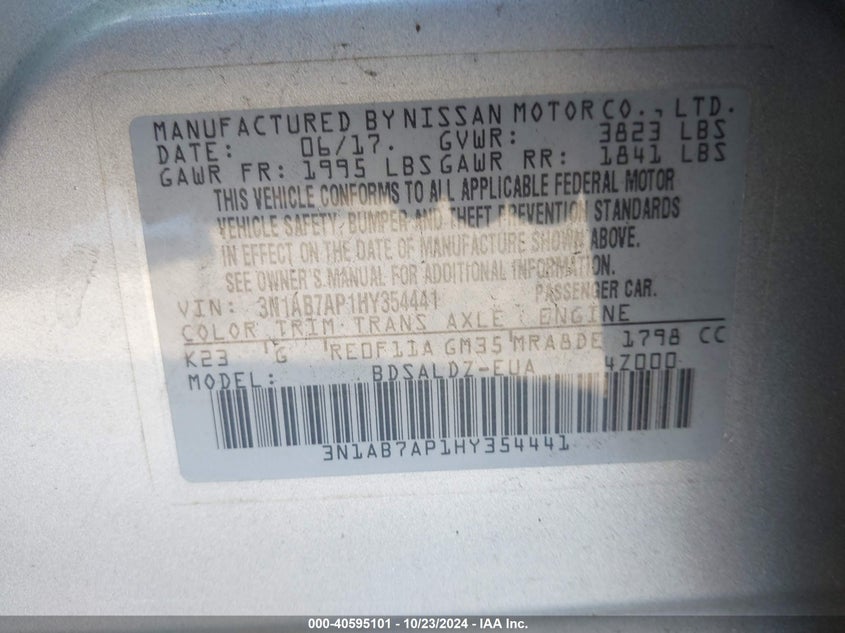 MANUFACTURED BY NISSAN MOTOR CO., LTD.
DATE: 06/17. GVWR: 3823 LBS
GAWR FR: 1995 LBS GAWR RR: 1841 LBS
THIS VEHICLE CONFORMS TO ALL APPLICABLE FEDERAL MOTOR
VEHICLE SAFETY, BUMPER AND THEFT PREVENTION STANDARDS
IN EFFECT ON THE DATE OF MANUFACTURE SHOWN ABOVE.
SEE OWNER'S MANUAL FOR ADDITIONAL INFORMATION.
VIN: 3N1AB7AP1HY354441 PASSENGER CAR.
COLOR TRIM TRANS AXLE ENGINE
K23 G RE0F11A GM35 MRA8DE 1798 CC
MODEL: BDSALDZ-EUA 4Z000
3N1AB7AP1HY354441
000-40595101 - 10/23/2024 - IAA Inc.